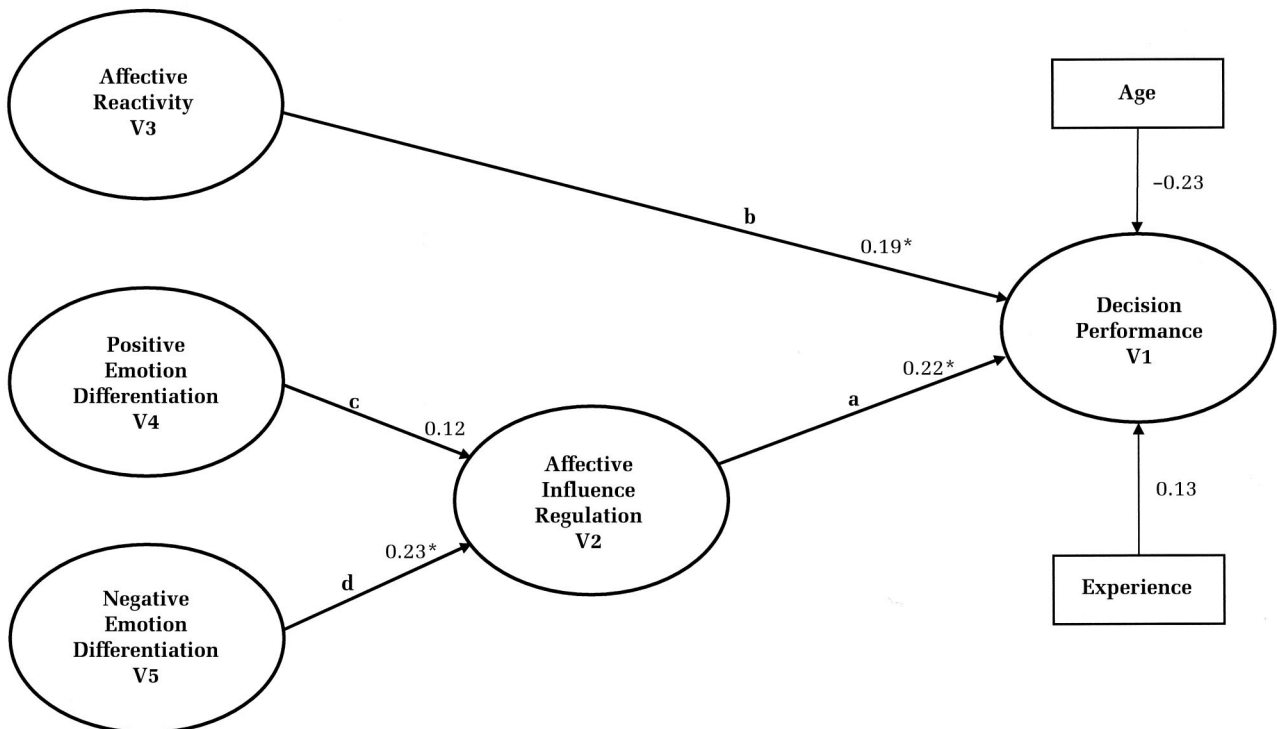 Affective
Reactivity
V3
Age
–0.23
b
0.19*
Decision
Performance
V1
Positive
Emotion
Differentiation
V4
c
0.12
0.22*
a
Affective
Influence
Regulation
V2
0.13
0.23*
d
Experience
Negative
Emotion
Differentiation
V5